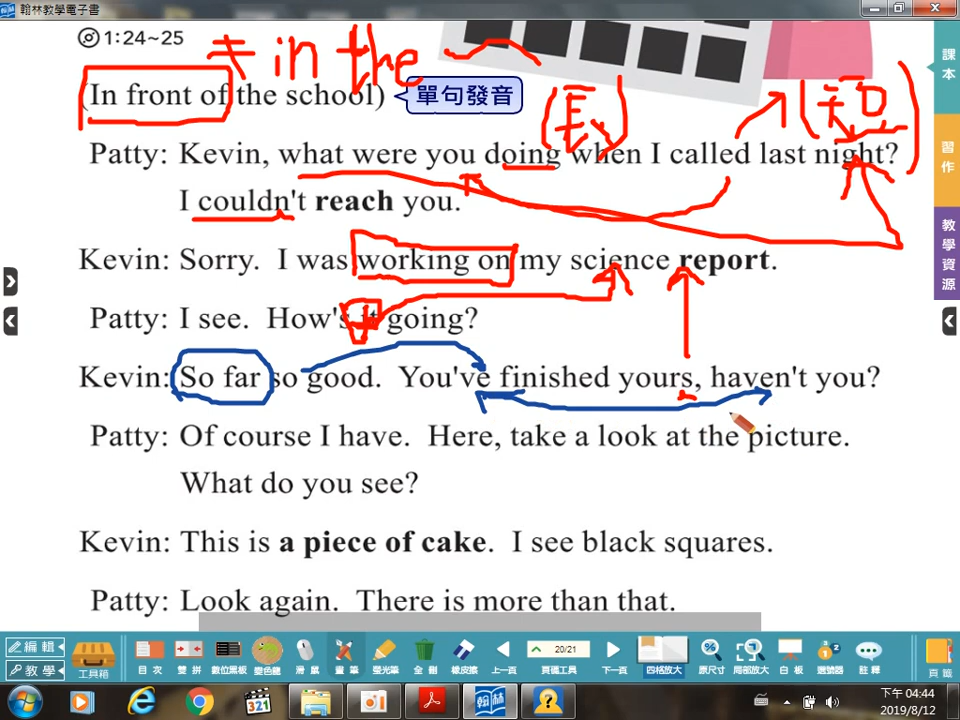 翰林教學電子書
1:24~25
≠ in the
(In front of the school)
單句發音
Patty: Kevin, what were you doing when I called last night?
I couldn't reach you.
Kevin: Sorry. I was working on my science report.
Patty: I see. How's it going?
Kevin: So far so good. You've finished yours, haven't you?
Patty: Of course I have. Here, take a look at the picture.
What do you see?
Kevin: This is a piece of cake. I see black squares.
Patty: Look again. There is more than that.
課本
習作
教學資源
編輯
教學
工具箱
目次
雙拼
數位黑板
變色龍
滑鼠
畫筆
螢光筆
全刪
橡皮擦
上一頁
20/21
頁碼工具
下一頁
四格放大
原尺寸
局部放大
白板
選號器
註釋
頁籤
321
翰林
下午 04:44
2019/8/12